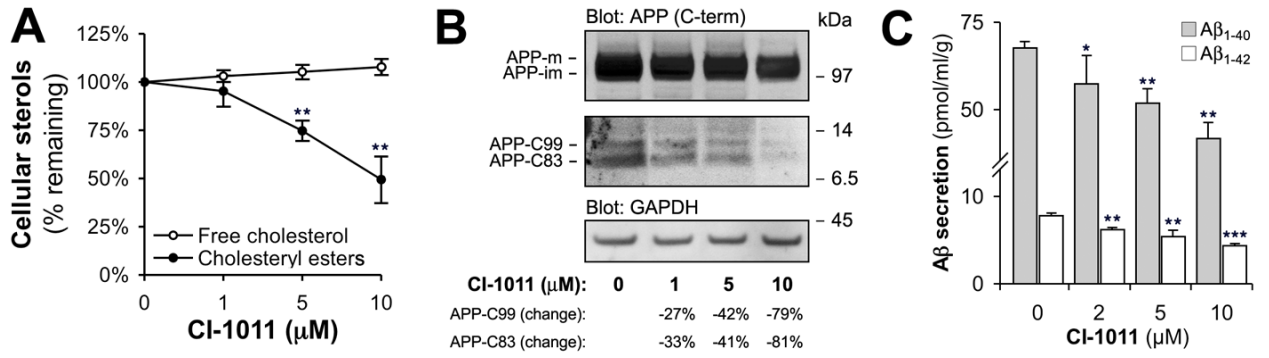 A
125%
100%
75%
50%
25%
0%
Cellular sterols
(% remaining)
**
**
Free cholesterol
Cholesteryl esters
0 1 5 10
CI-1011 (µM)
B
Blot: APP (C-term)
kDa
APP-m
APP-im
97
14
APP-C99
APP-C83
6.5
Blot: GAPDH
45
CI-1011 (µM): 0 1 5 10
APP-C99 (change): -27% -42% -79%
APP-C83 (change): -33% -41% -81%
C
75
50
10
0
Aβ secretion (pmol/ml/g)
Aβ1-40
Aβ1-42
*
**
**
**
**
***
0 2 5 10
CI-1011 (µM)